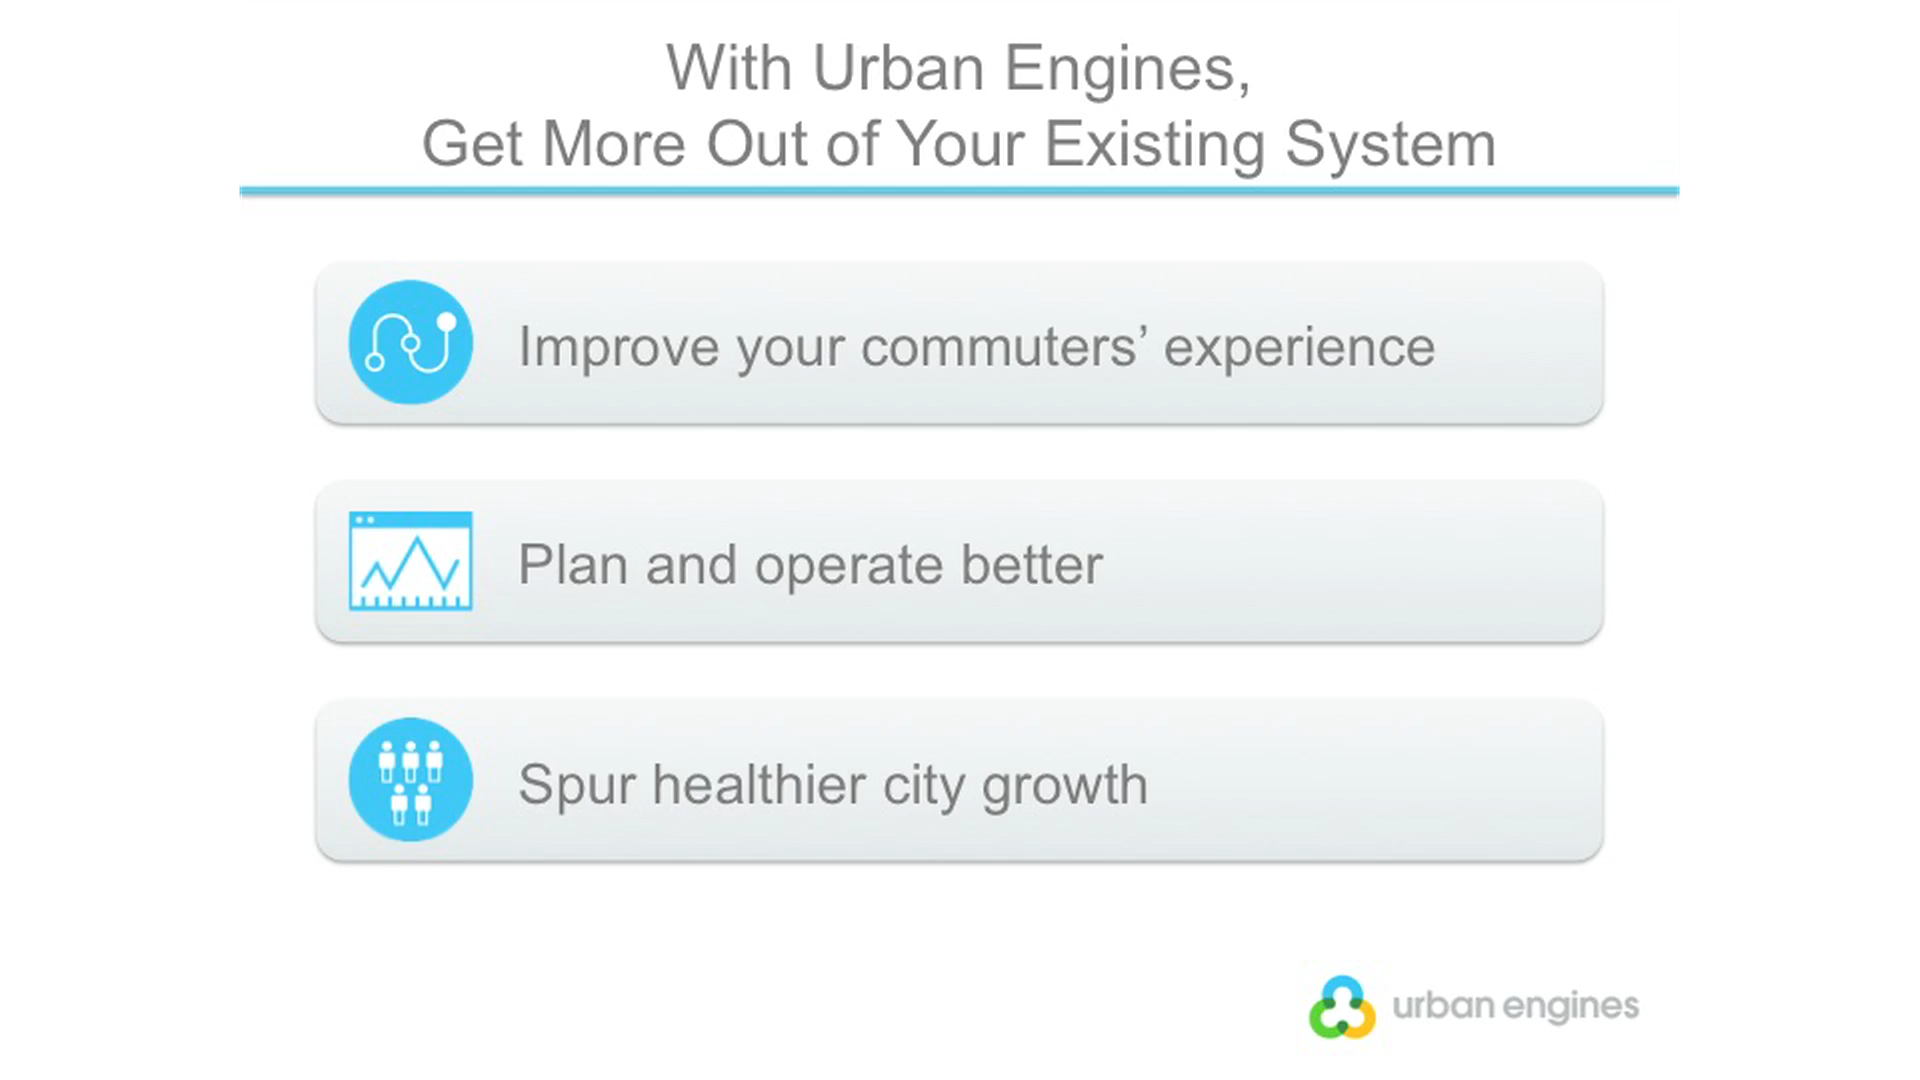 With Urban Engines,
Get More Out of Your Existing System
Improve your commuters’ experience
Plan and operate better
Spur healthier city growth
urban engines